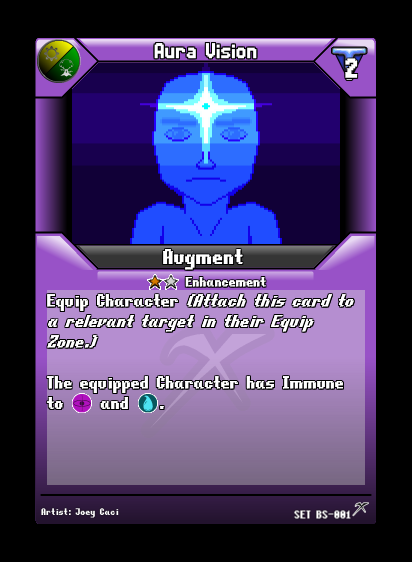 Aura Vision
2
Augment
Enhancement
Equip Character (Attach this card to
a relevant target in their Equip
Zone.)
The equipped Character has Immune
to and .
Artist: Joey Caci
SET BS-001